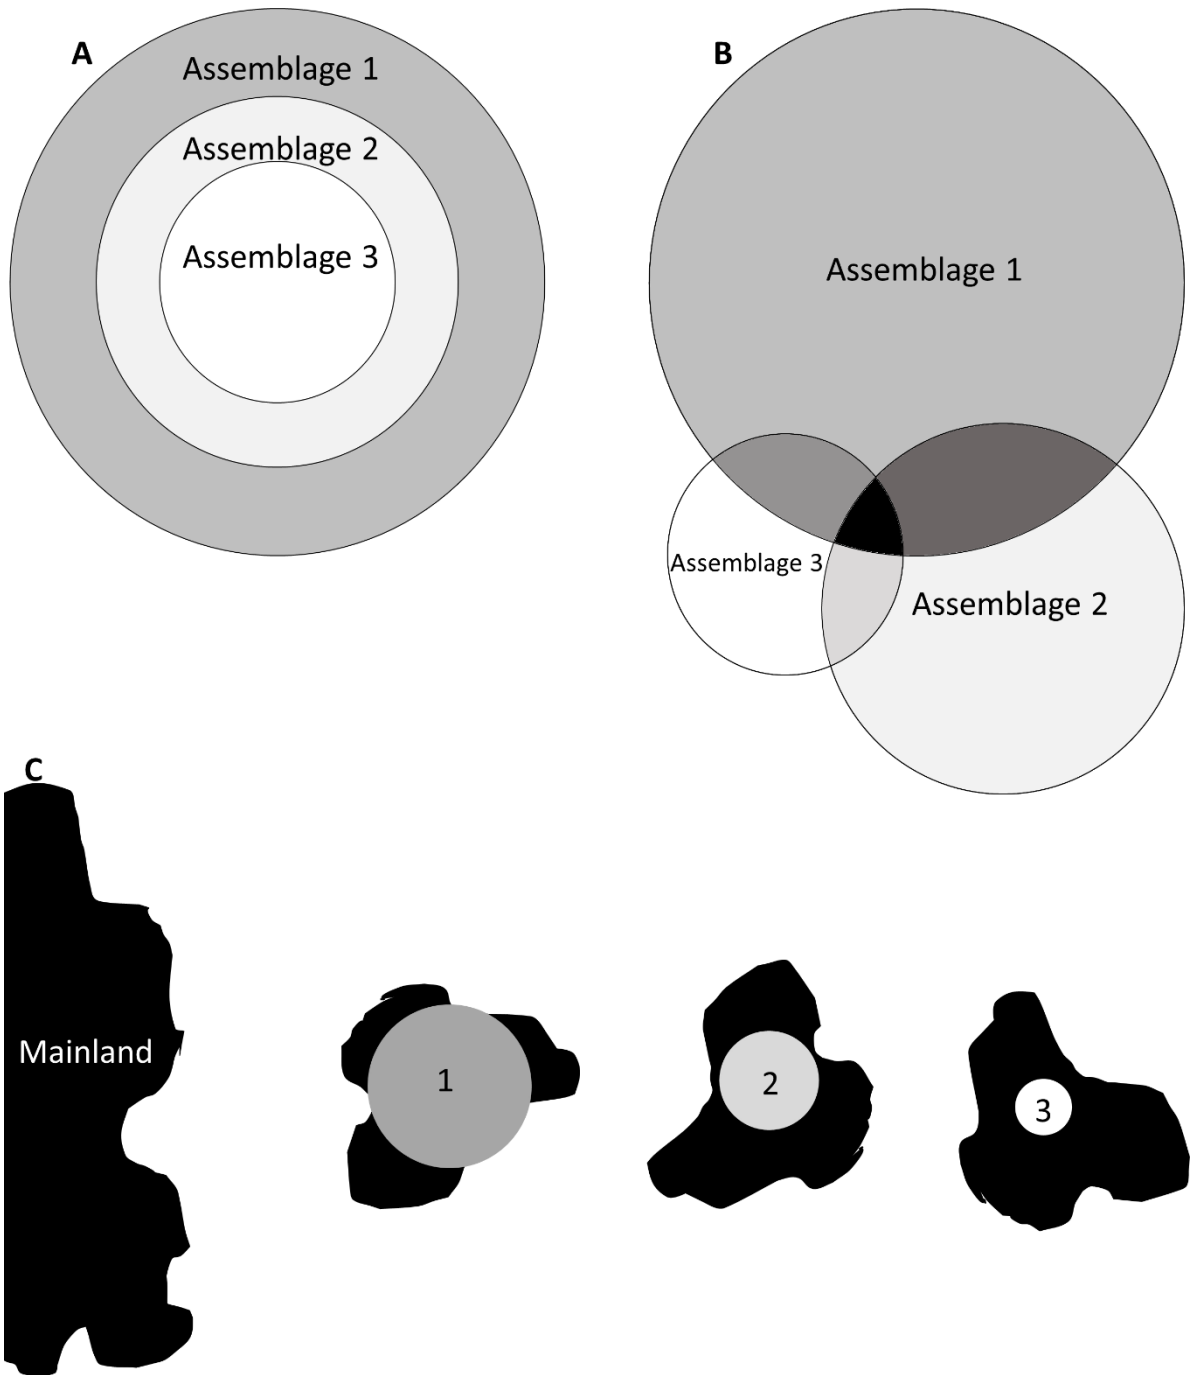 A
Assemblage 1
Assemblage 2
Assemblage 3
B
Assemblage 1
Assemblage 3
Assemblage 2
C
Mainland
1
2
3